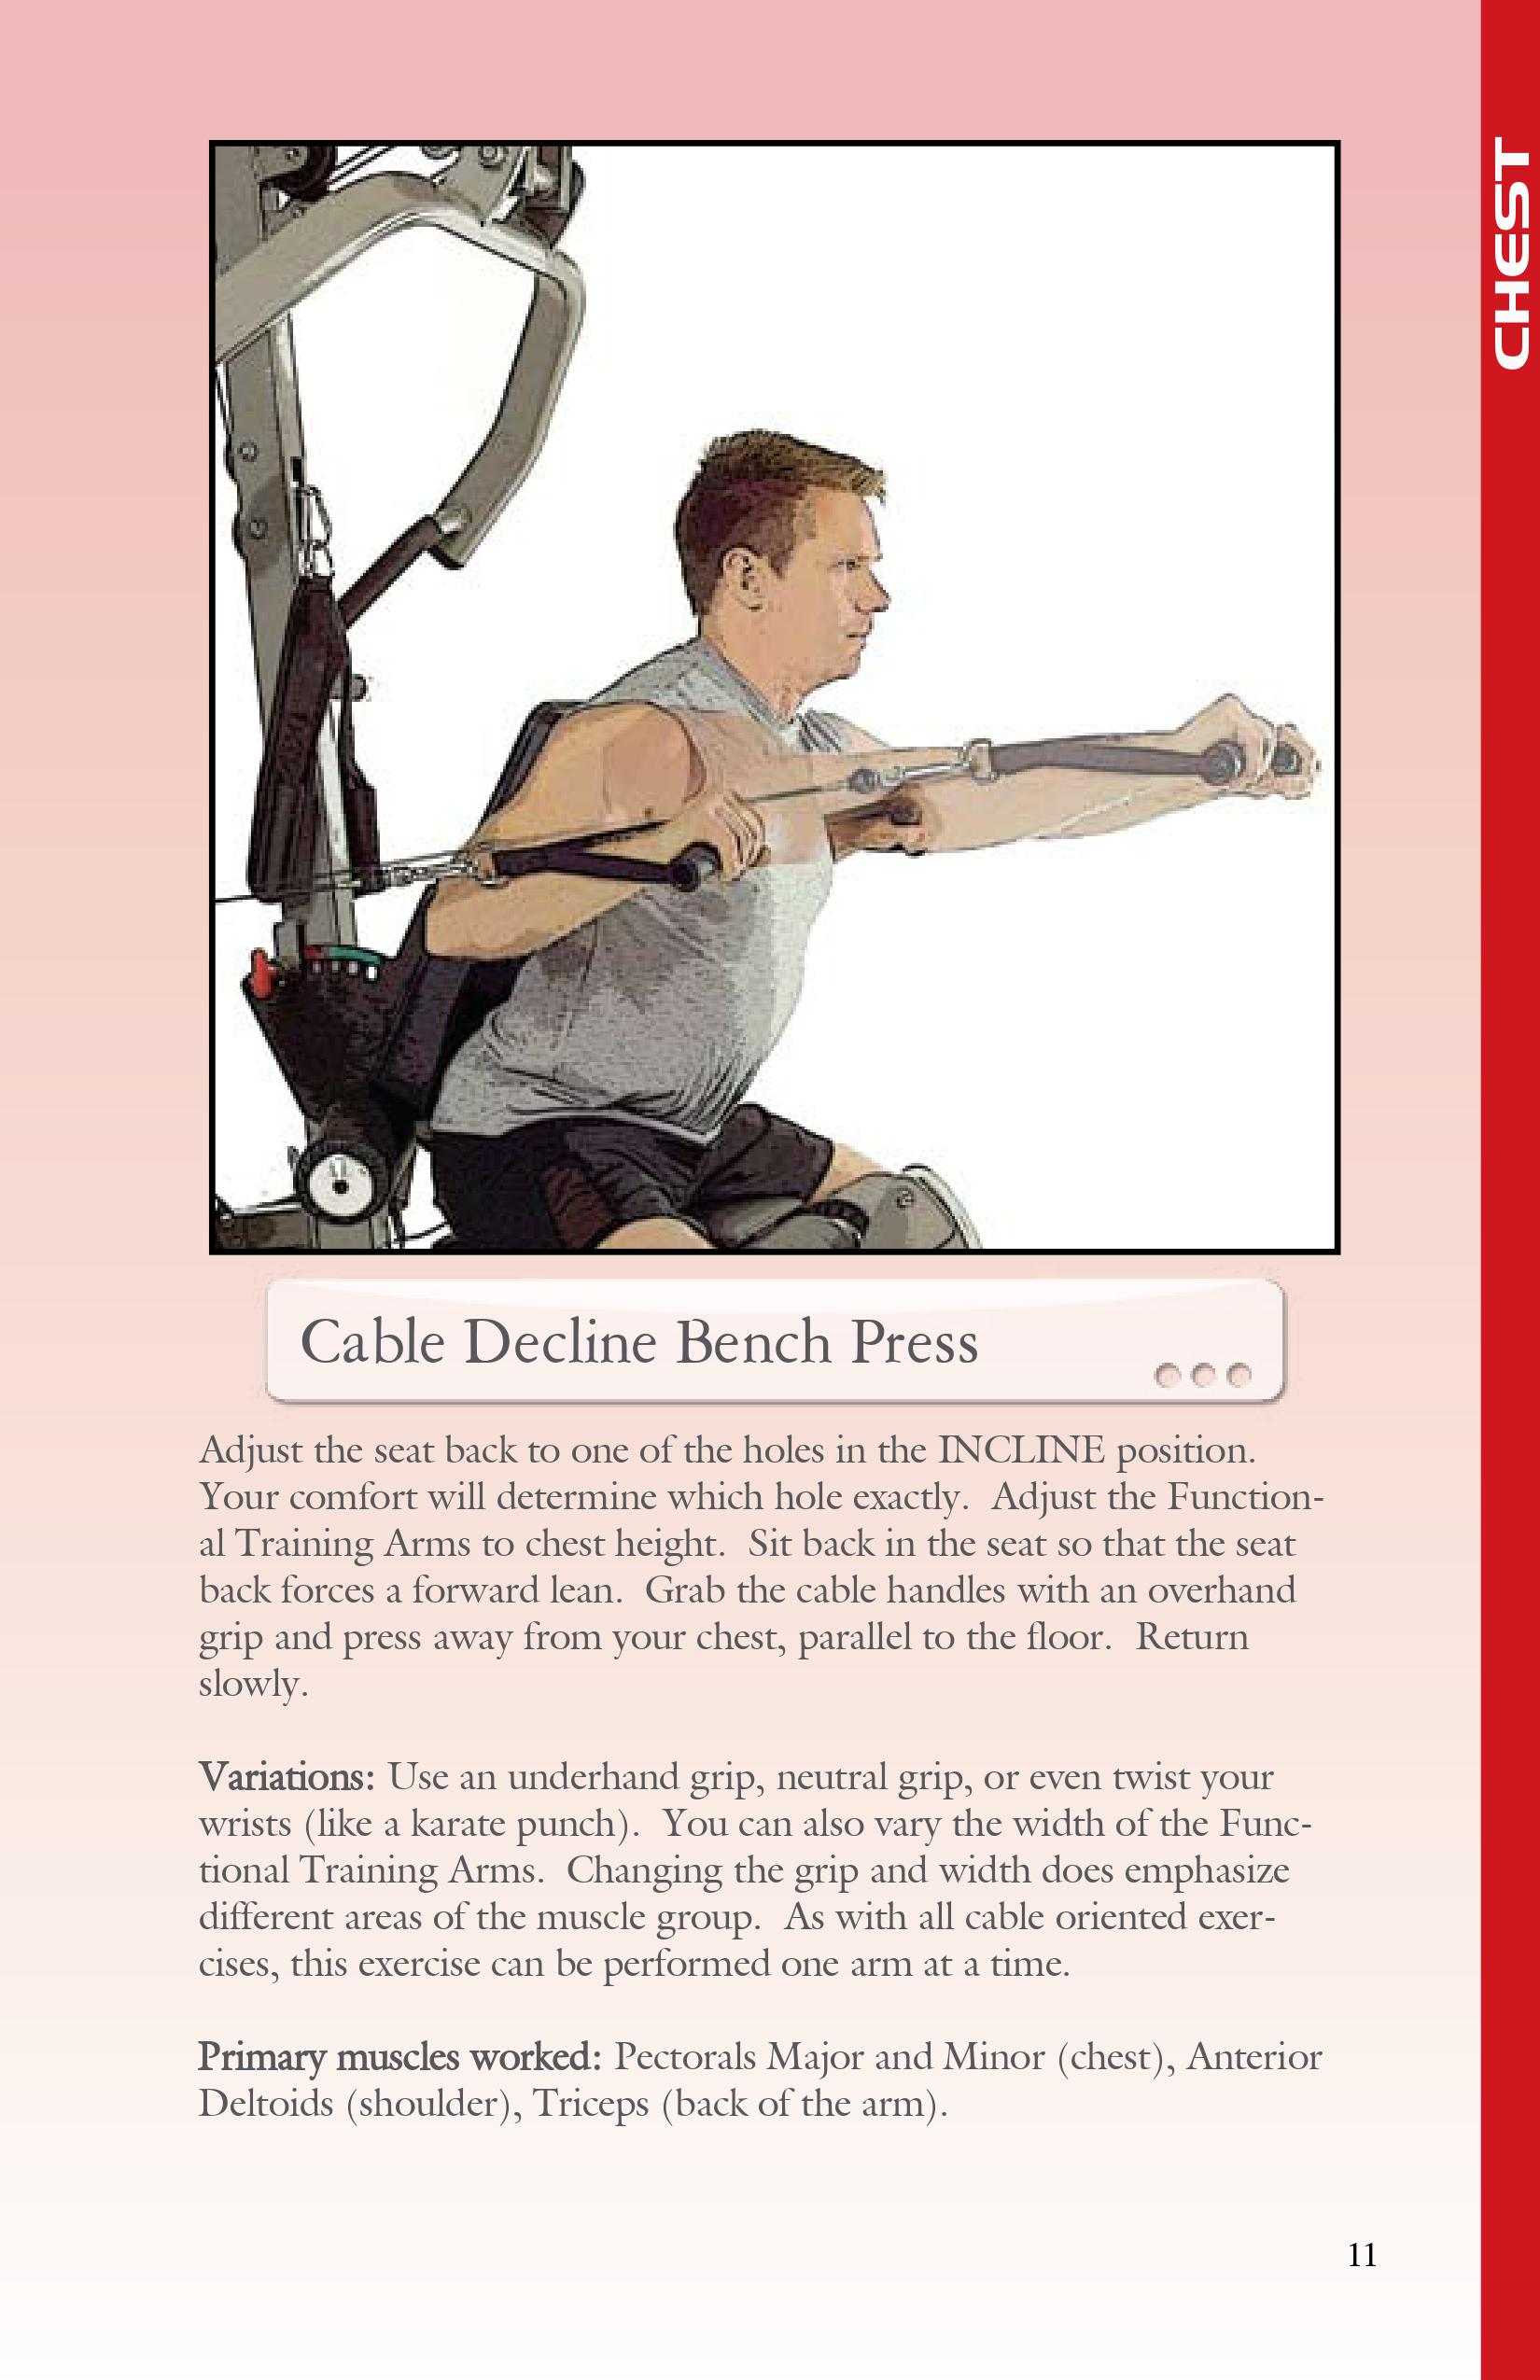 CHEST
Cable Decline Bench Press
Adjust the seat back to one of the holes in the INCLINE position.
Your comfort will determine which hole exactly.  Adjust the Function-
al Training Arms to chest height.  Sit back in the seat so that the seat
back forces a forward lean.  Grab the cable handles with an overhand
grip and press away from your chest, parallel to the floor.  Return
slowly.
Variations: Use an underhand grip, neutral grip, or even twist your
wrists (like a karate punch).  You can also vary the width of the Func-
tional Training Arms.  Changing the grip and width does emphasize
different areas of the muscle group.  As with all cable oriented exer-
cises, this exercise can be performed one arm at a time.
Primary muscles worked: Pectorals Major and Minor (chest), Anterior
Deltoids (shoulder), Triceps (back of the arm).
11